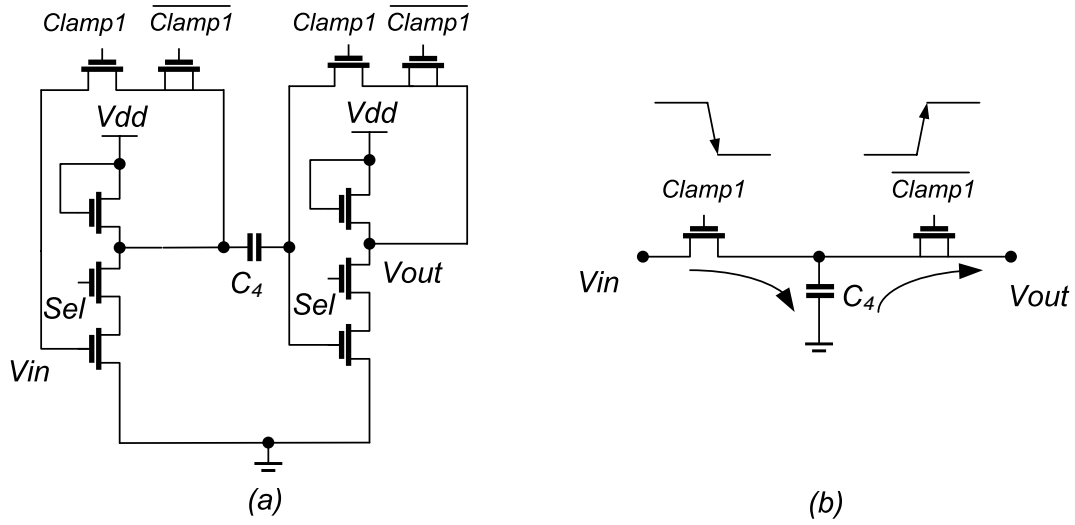 Clamp1 Clamp1 Clamp1 Clamp1
Vdd Vdd
C4
Sel Sel
Vout
Vin
(a)
Clamp1 Clamp1
Vin C4 Vout
(b)